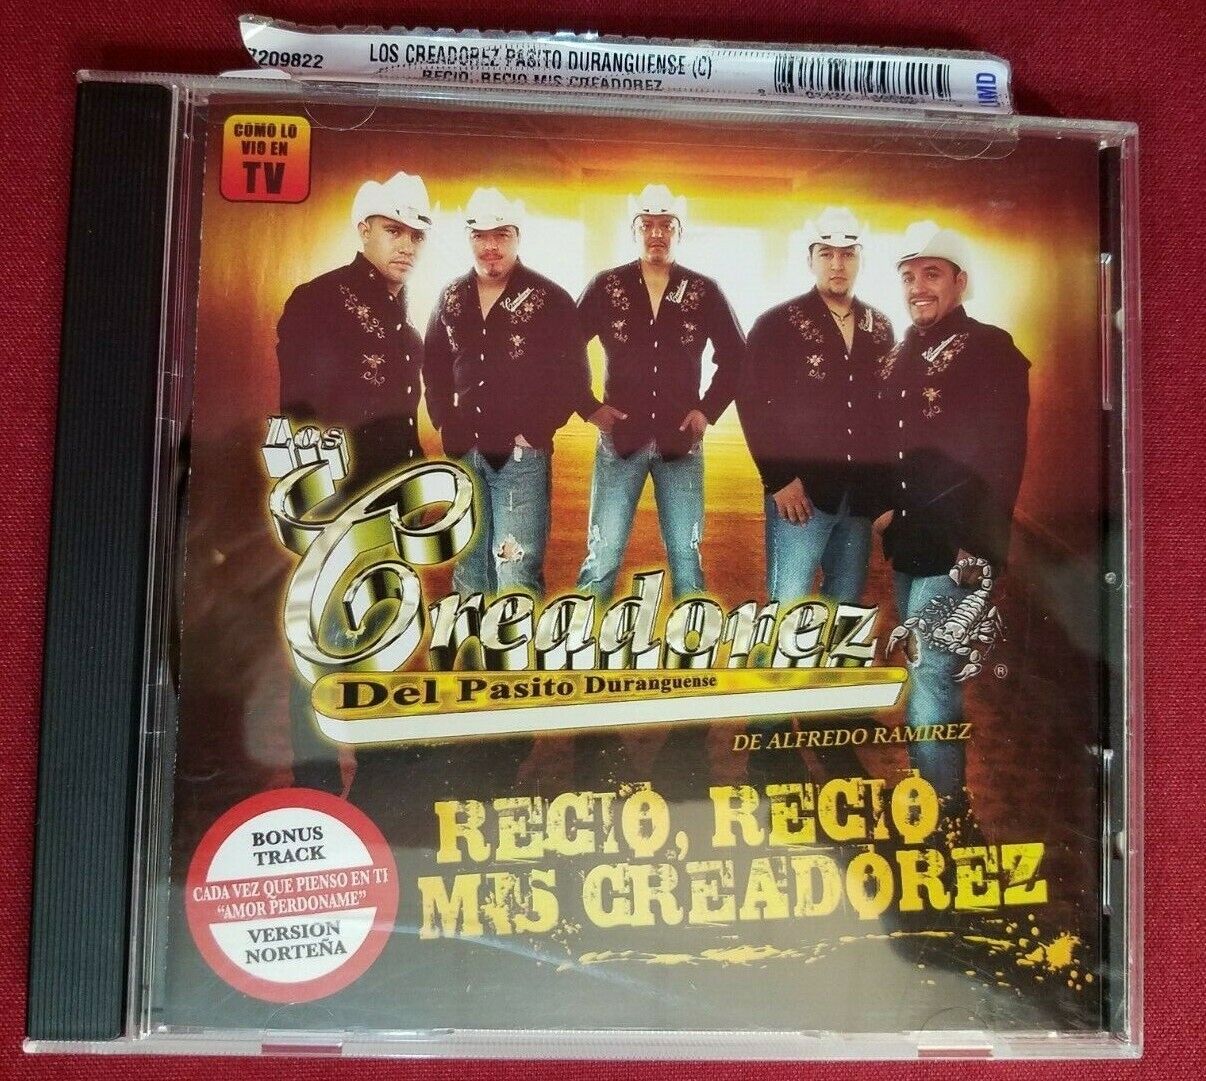 7209822
LOS CREADOREZ PASITO DURANGUENSE (C)
RECIO, RECIO MIS CREADOREZ
AMD
COMO LO
VIO EN
TV
LOS
Creadorez
Del Pasito Duranguense
®
DE ALFREDO RAMIREZ
RECIO, RECIO
MIS CREADOREZ
BONUS
TRACK
CADA VEZ QUE PIENSO EN TI
"AMOR PERDONAME"
VERSION
NORTEÑA